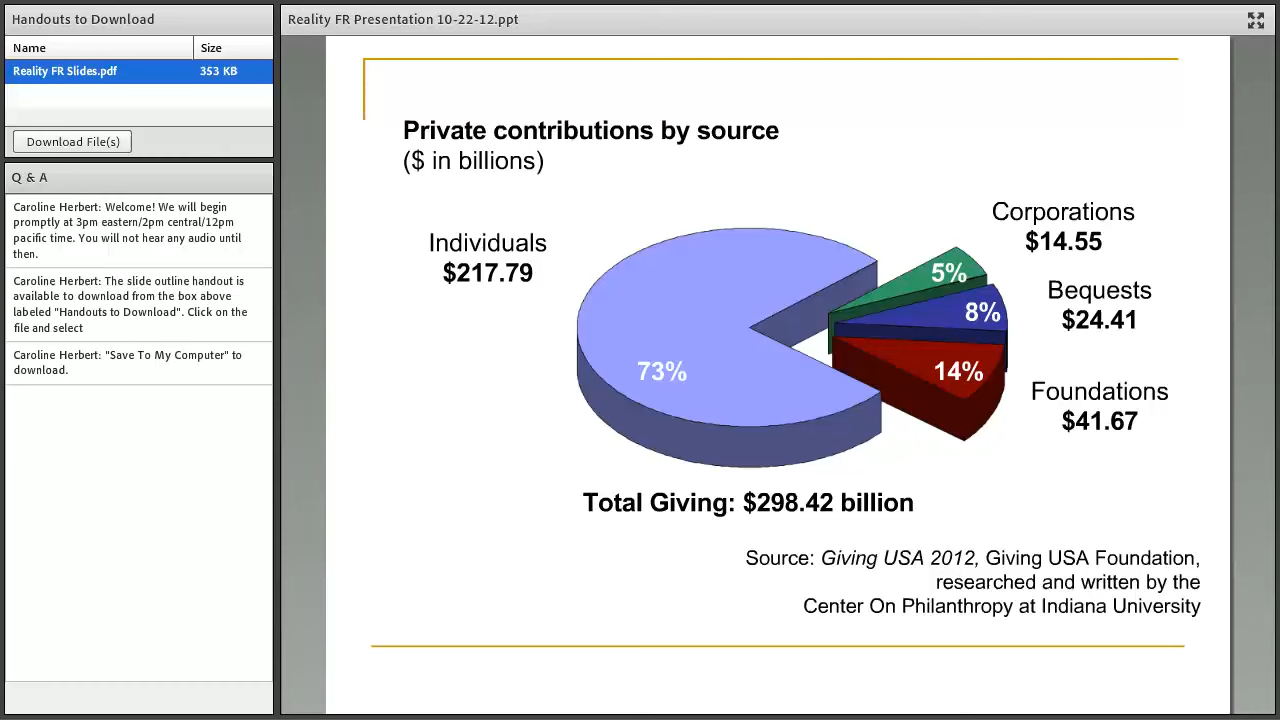 Handouts to Download
Name Size
Reality FR Slides.pdf 353 KB
Download File(s)
Q & A
Caroline Herbert: Welcome! We will begin
promptly at 3pm eastern/2pm central/12pm
pacific time. You will not hear any audio until
then.
Caroline Herbert: The slide outline handout is
available to download from the box above
labeled "Handouts to Download". Click on the
file and select
Caroline Herbert: "Save To My Computer" to
download.
Reality FR Presentation 10-22-12.ppt
Private contributions by source
($ in billions)
Individuals
$217.79
73%
Corporations
$14.55
5%
Bequests
$24.41
8%
Foundations
$41.67
14%
Total Giving: $298.42 billion
Source: Giving USA 2012, Giving USA Foundation,
researched and written by the
Center On Philanthropy at Indiana University